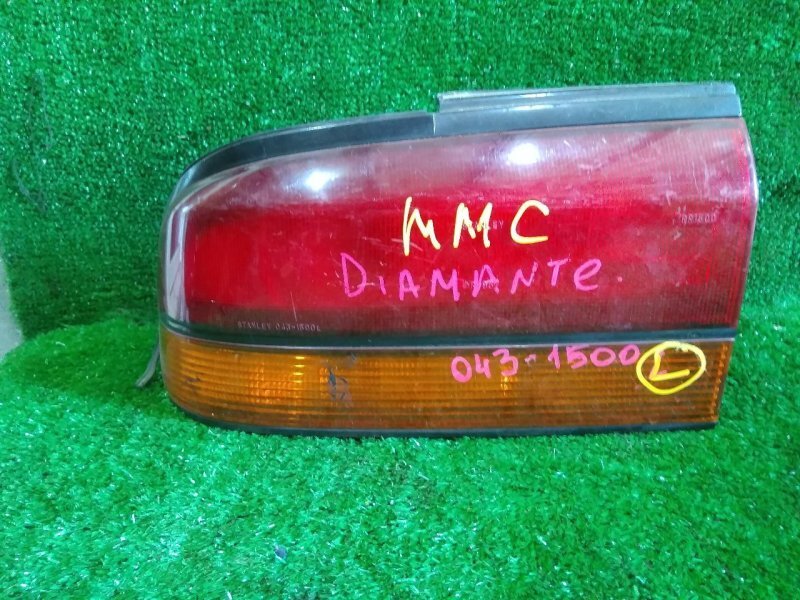 MMC
DIAMANTe.
STANLEY 043-1500L
043-1500 L